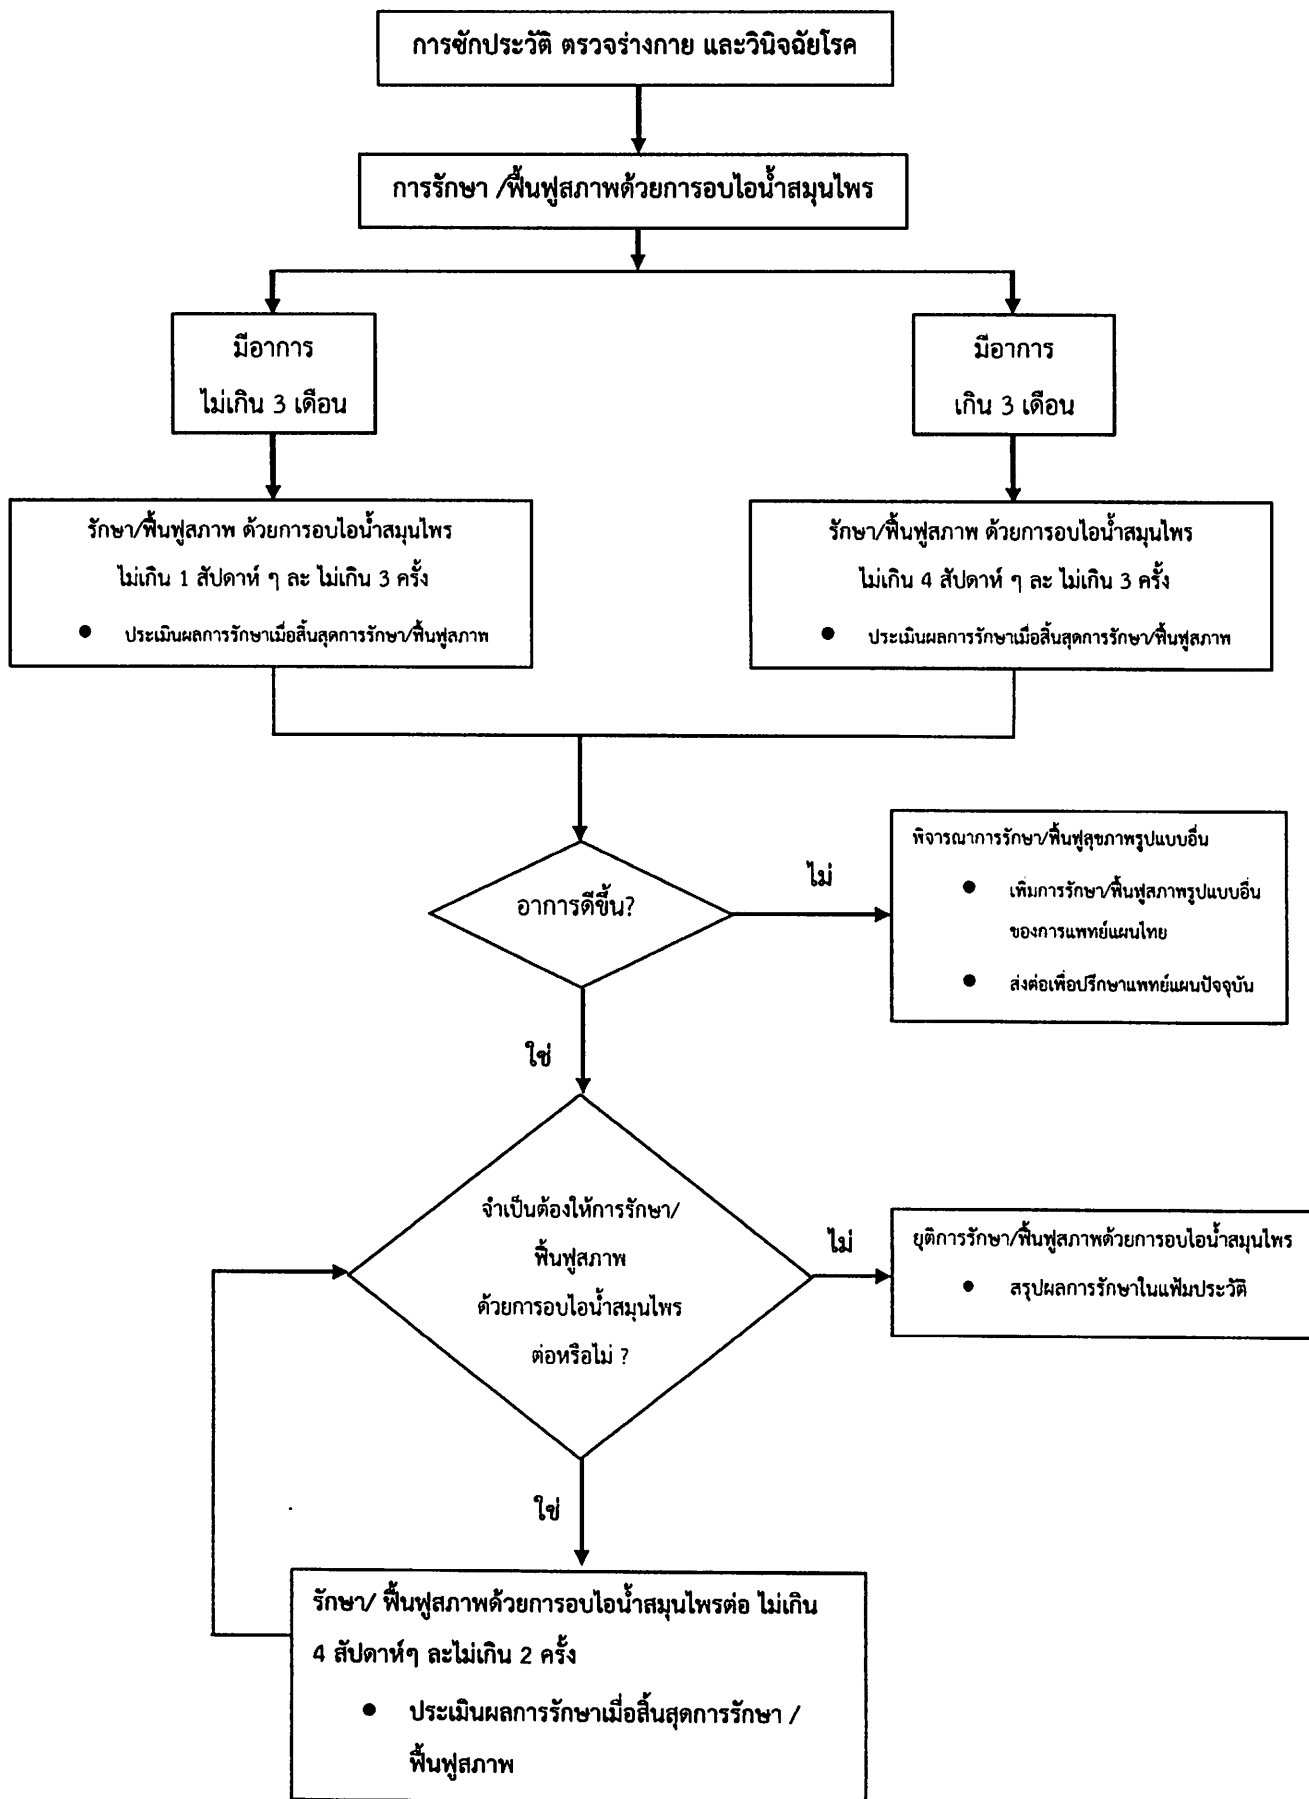 การซักประวัติ ตรวจร่างกาย และวินิจฉัยโรค
การรักษา /ฟื้นฟูสภาพด้วยการอบไอน้ำสมุนไพร
มีอาการ
ไม่เกิน 3 เดือน
มีอาการ
เกิน 3 เดือน
รักษา/ฟื้นฟูสภาพ ด้วยการอบไอน้ำสมุนไพร
ไม่เกิน 1 สัปดาห์ ๆ ละ ไม่เกิน 3 ครั้ง
● ประเมินผลการรักษาเมื่อสิ้นสุดการรักษา/ฟื้นฟูสภาพ
รักษา/ฟื้นฟูสภาพ ด้วยการอบไอน้ำสมุนไพร
ไม่เกิน 4 สัปดาห์ ๆ ละ ไม่เกิน 3 ครั้ง
● ประเมินผลการรักษาเมื่อสิ้นสุดการรักษา/ฟื้นฟูสภาพ
อาการดีขึ้น?
ไม่
พิจารณาการรักษา/ฟื้นฟูสุขภาพรูปแบบอื่น
● เพิ่มการรักษา/ฟื้นฟูสภาพรูปแบบอื่น
ของการแพทย์แผนไทย
● ส่งต่อเพื่อปรึกษาแพทย์แผนปัจจุบัน
ใช่
จำเป็นต้องให้การรักษา/
ฟื้นฟูสภาพ
ด้วยการอบไอน้ำสมุนไพร
ต่อหรือไม่ ?
ไม่
ยุติการรักษา/ฟื้นฟูสภาพด้วยการอบไอน้ำสมุนไพร
● สรุปผลการรักษาในแฟ้มประวัติ
ใช่
รักษา/ ฟื้นฟูสภาพด้วยการอบไอน้ำสมุนไพรต่อ ไม่เกิน
4 สัปดาห์ๆ ละไม่เกิน 2 ครั้ง
● ประเมินผลการรักษาเมื่อสิ้นสุดการรักษา /
ฟื้นฟูสภาพ